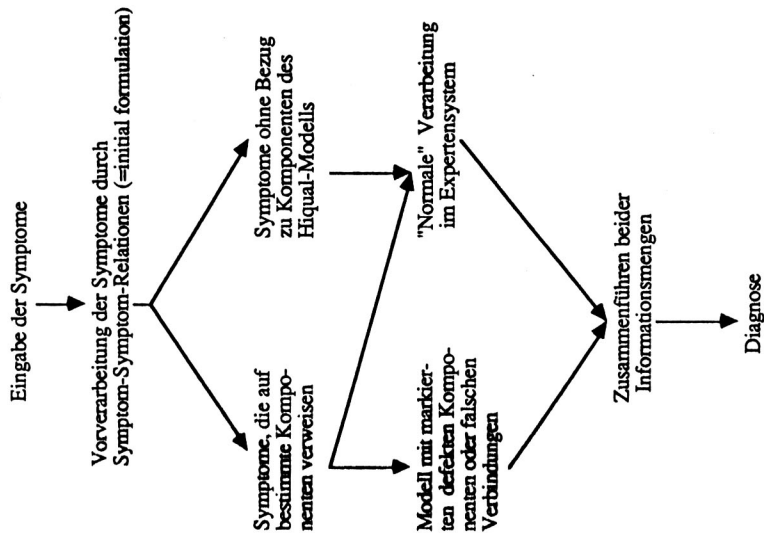 Eingabe der Symptome
Vorverarbeitung der Symptome durch
Symptom-Symptom-Relationen (=initial formulation)
Symptome, die auf
bestimmte Kompo-
nenten verweisen
Symptome ohne Bezug
zu Komponenten des
Hiqual-Modells
Modell mit markier-
ten defekten Kompo-
nenten oder falschen
Verbindungen
"Normale" Verarbeitung
im Expertensystem
Zusammenführen beider
Informationsmengen
Diagnose